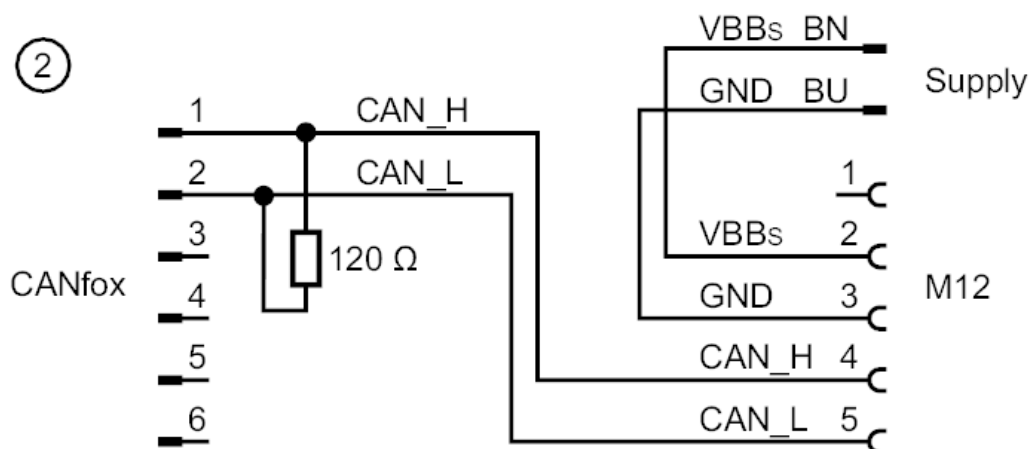 2
VBBS BN
Supply
GND BU
1 CAN_H
2 CAN_L
1
3
VBBS 2
120 Ω
CANfox
M12
4
GND 3
5
CAN_H 4
6
CAN_L 5